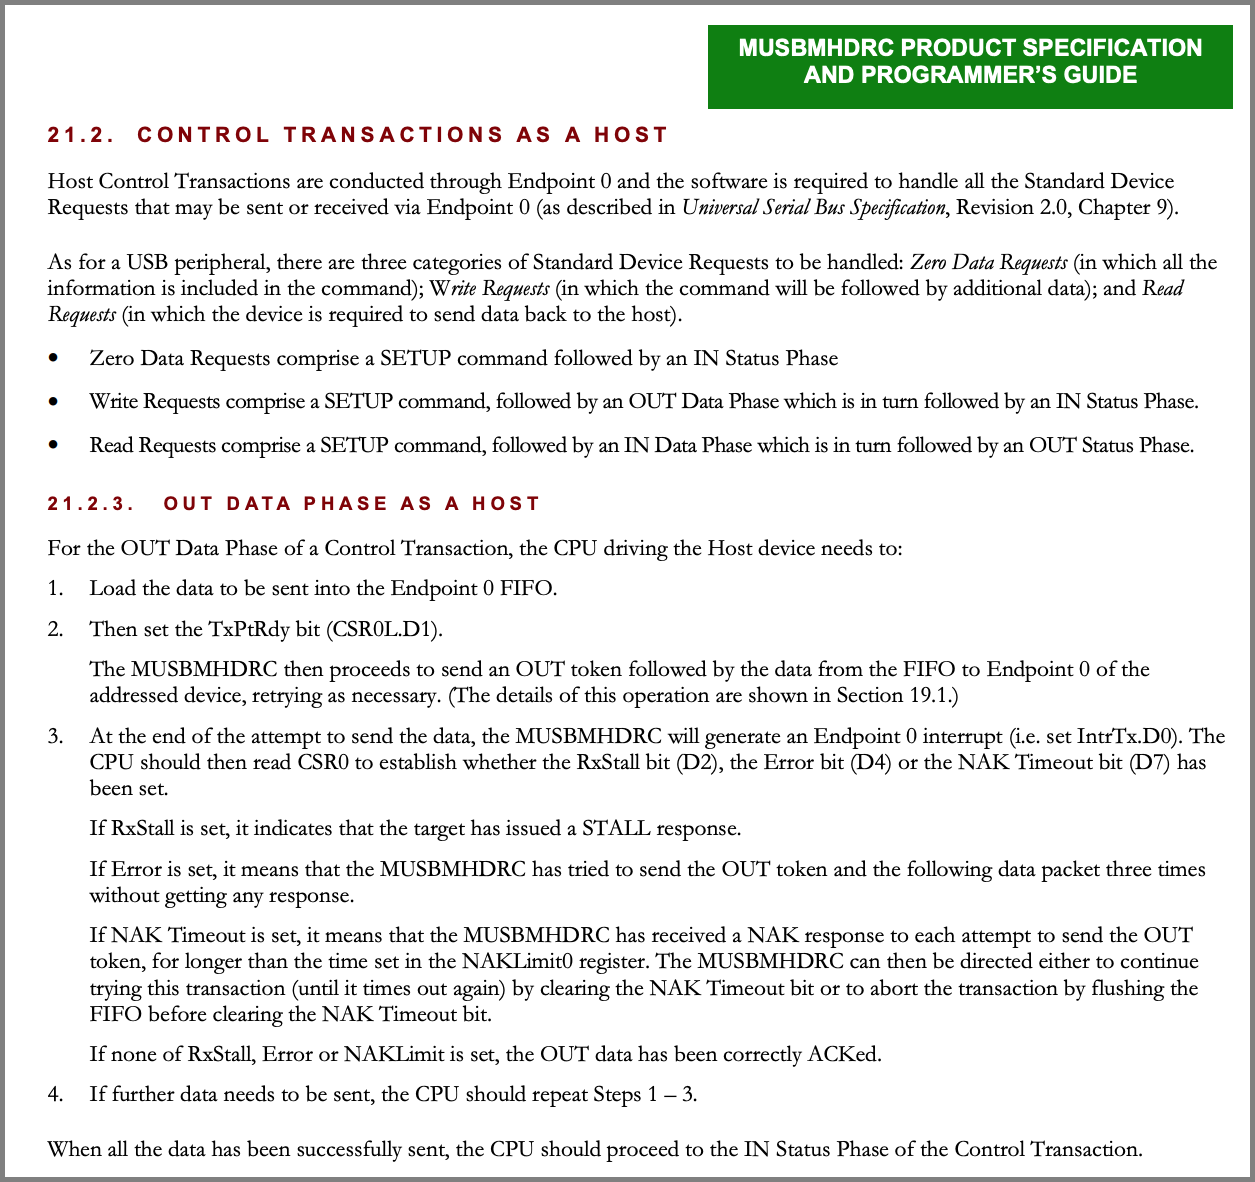 MUSBMHDRC PRODUCT SPECIFICATION
AND PROGRAMMER'S GUIDE
21.2. CONTROL TRANSACTIONS AS A HOST
Host Control Transactions are conducted through Endpoint 0 and the software is required to handle all the Standard Device
Requests that may be sent or received via Endpoint 0 (as described in Universal Serial Bus Specification, Revision 2.0, Chapter 9).
As for a USB peripheral, there are three categories of Standard Device Requests to be handled: Zero Data Requests (in which all the
information is included in the command); Write Requests (in which the command will be followed by additional data); and Read
Requests (in which the device is required to send data back to the host).
• Zero Data Requests comprise a SETUP command followed by an IN Status Phase
• Write Requests comprise a SETUP command, followed by an OUT Data Phase which is in turn followed by an IN Status Phase.
• Read Requests comprise a SETUP command, followed by an IN Data Phase which is in turn followed by an OUT Status Phase.
21.2.3. OUT DATA PHASE AS A HOST
For the OUT Data Phase of a Control Transaction, the CPU driving the Host device needs to:
1. Load the data to be sent into the Endpoint 0 FIFO.
2. Then set the TxPtRdy bit (CSR0L.D1).
The MUSBMHDRC then proceeds to send an OUT token followed by the data from the FIFO to Endpoint 0 of the
addressed device, retrying as necessary. (The details of this operation are shown in Section 19.1.)
3. At the end of the attempt to send the data, the MUSBMHDRC will generate an Endpoint 0 interrupt (i.e. set IntrTx.D0). The
CPU should then read CSR0 to establish whether the RxStall bit (D2), the Error bit (D4) or the NAK Timeout bit (D7) has
been set.
If RxStall is set, it indicates that the target has issued a STALL response.
If Error is set, it means that the MUSBMHDRC has tried to send the OUT token and the following data packet three times
without getting any response.
If NAK Timeout is set, it means that the MUSBMHDRC has received a NAK response to each attempt to send the OUT
token, for longer than the time set in the NAKLimit0 register. The MUSBMHDRC can then be directed either to continue
trying this transaction (until it times out again) by clearing the NAK Timeout bit or to abort the transaction by flushing the
FIFO before clearing the NAK Timeout bit.
If none of RxStall, Error or NAKLimit is set, the OUT data has been correctly ACKed.
4. If further data needs to be sent, the CPU should repeat Steps 1 – 3.
When all the data has been successfully sent, the CPU should proceed to the IN Status Phase of the Control Transaction.